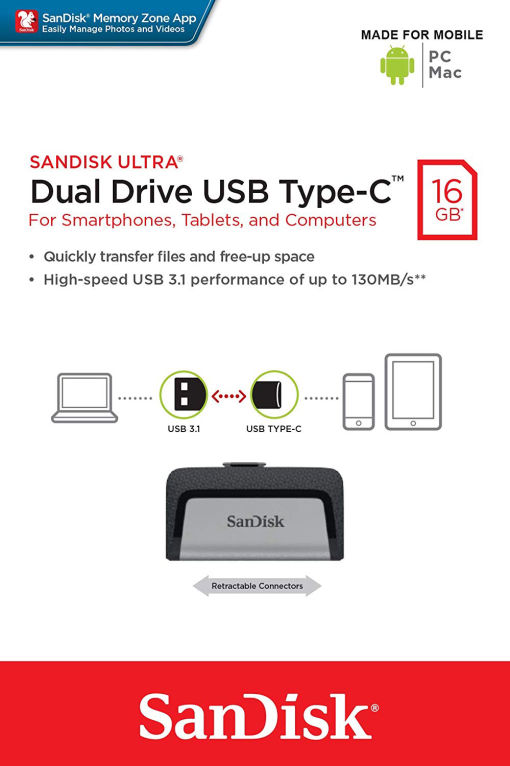 SanDisk® Memory Zone App
Easily Manage Photos and Videos
SanDisk
MADE FOR MOBILE
PC
Mac
SANDISK ULTRA®
Dual Drive USB Type-C™
16
GB*
For Smartphones, Tablets, and Computers
• Quickly transfer files and free-up space
• High-speed USB 3.1 performance of up to 130MB/s**
USB 3.1
USB TYPE-C
SanDisk
Retractable Connectors
SanDisk®